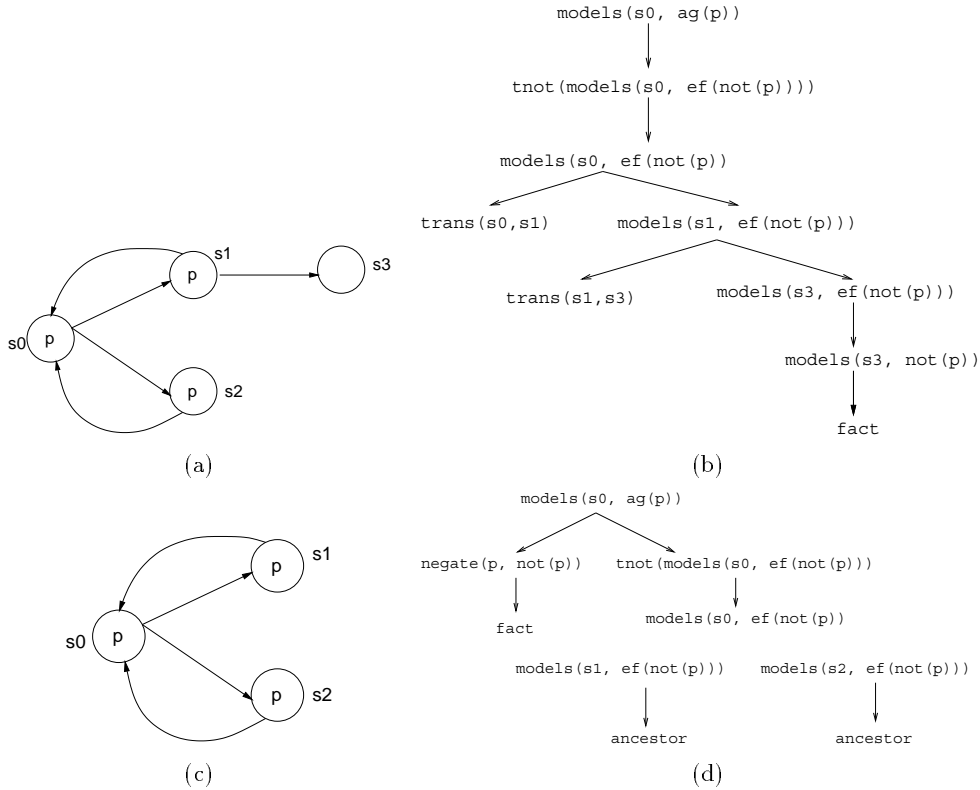 models(s0, ag(p))
tnot(models(s0, ef(not(p))))
models(s0, ef(not(p))
trans(s0,s1)
models(s1, ef(not(p)))
trans(s1,s3)
models(s3, ef(not(p)))
models(s3, not(p))
fact
s1
p
s3
s0
p
p
s2
(a)
(b)
models(s0, ag(p))
negate(p, not(p))
tnot(models(s0, ef(not(p)))
fact
models(s0, ef(not(p))
models(s1, ef(not(p)))
models(s2, ef(not(p)))
ancestor
ancestor
p
s1
s0
p
p
s2
(c)
(d)